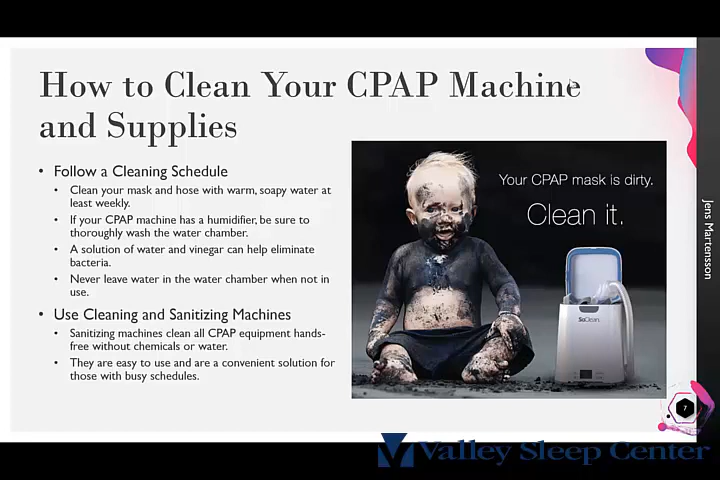 How to Clean Your CPAP Machine
and Supplies
• Follow a Cleaning Schedule
• Clean your mask and hose with warm, soapy water at
least weekly.
• If your CPAP machine has a humidifier, be sure to
thoroughly wash the water chamber.
• A solution of water and vinegar can help eliminate
bacteria.
• Never leave water in the water chamber when not in
use.
• Use Cleaning and Sanitizing Machines
• Sanitizing machines clean all CPAP equipment hands-
free without chemicals or water.
• They are easy to use and are a convenient solution for
those with busy schedules.
Your CPAP mask is dirty.
Clean it.
SoClean.
Jens Martensson
7
Valley Sleep Center